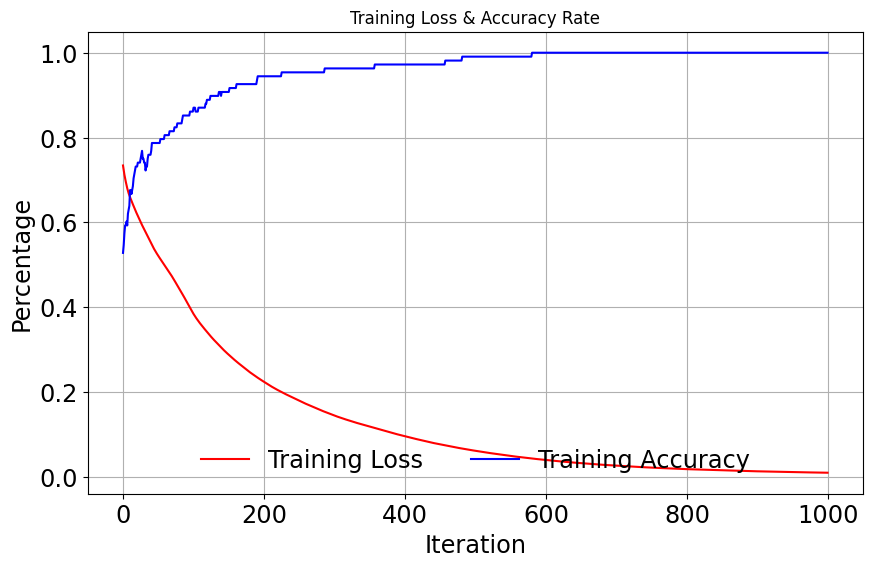 Training Loss & Accuracy Rate
1.0
0.8
0.6
0.4
0.2
0.0
Percentage
Training Loss Training Accuracy
0 200 400 600 800 1000
Iteration